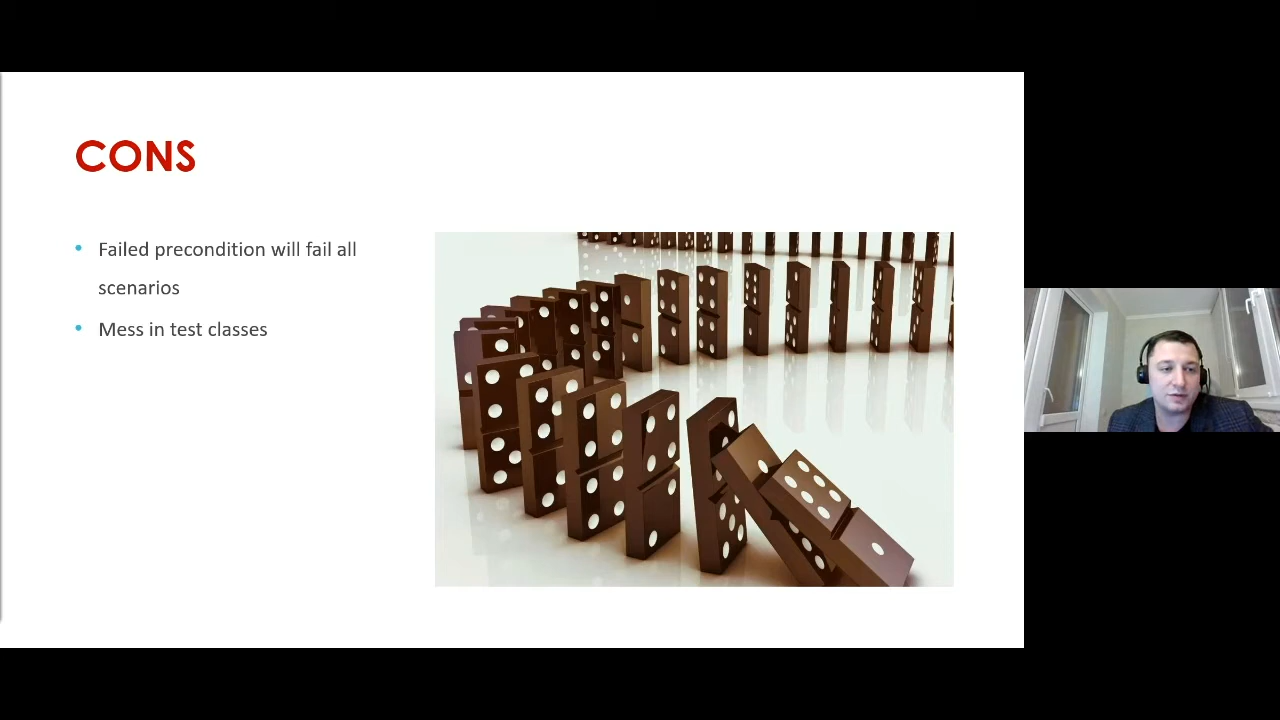 CONS
• Failed precondition will fail all
scenarios
• Mess in test classes